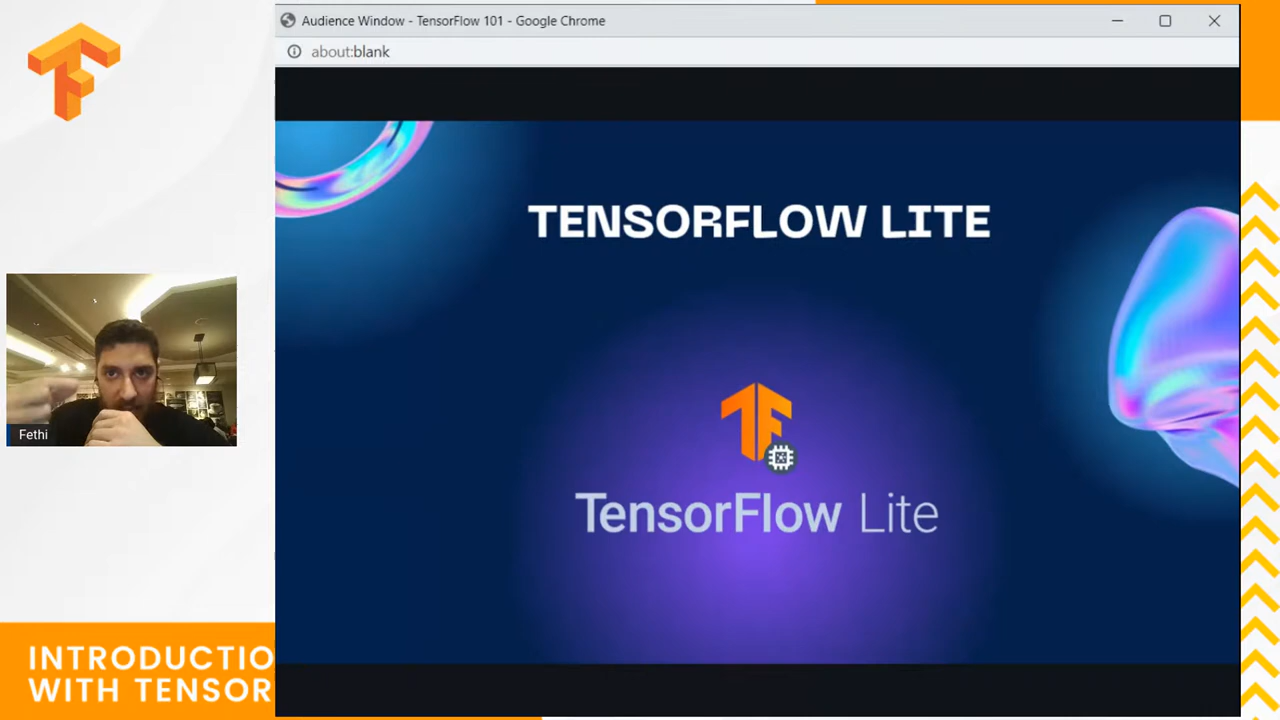 Audience Window - TensorFlow 101 - Google Chrome
about:blank
TENSORFLOW LITE
TensorFlow Lite
Fethi
INTRODUCTIO
WITH TENSOR